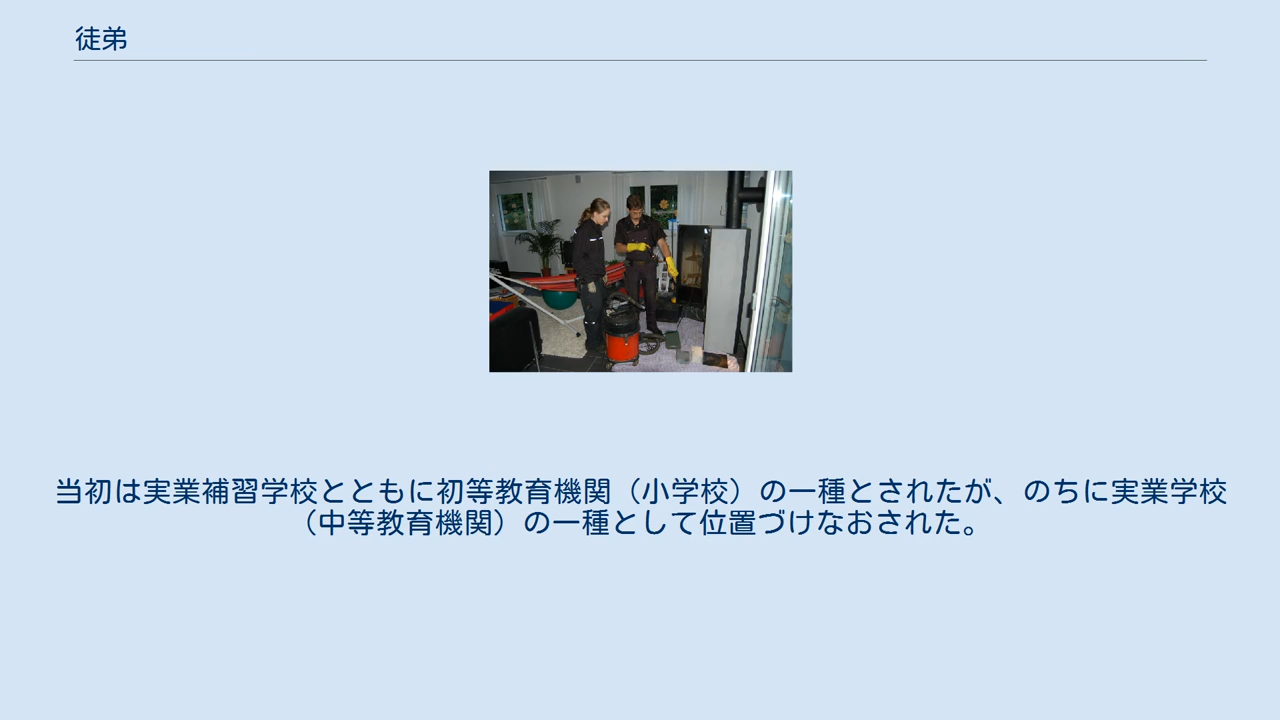 徒弟
当初は実業補習学校とともに初等教育機関（小学校）の一種とされたが、のちに実業学校
（中等教育機関）の一種として位置づけなおされた。